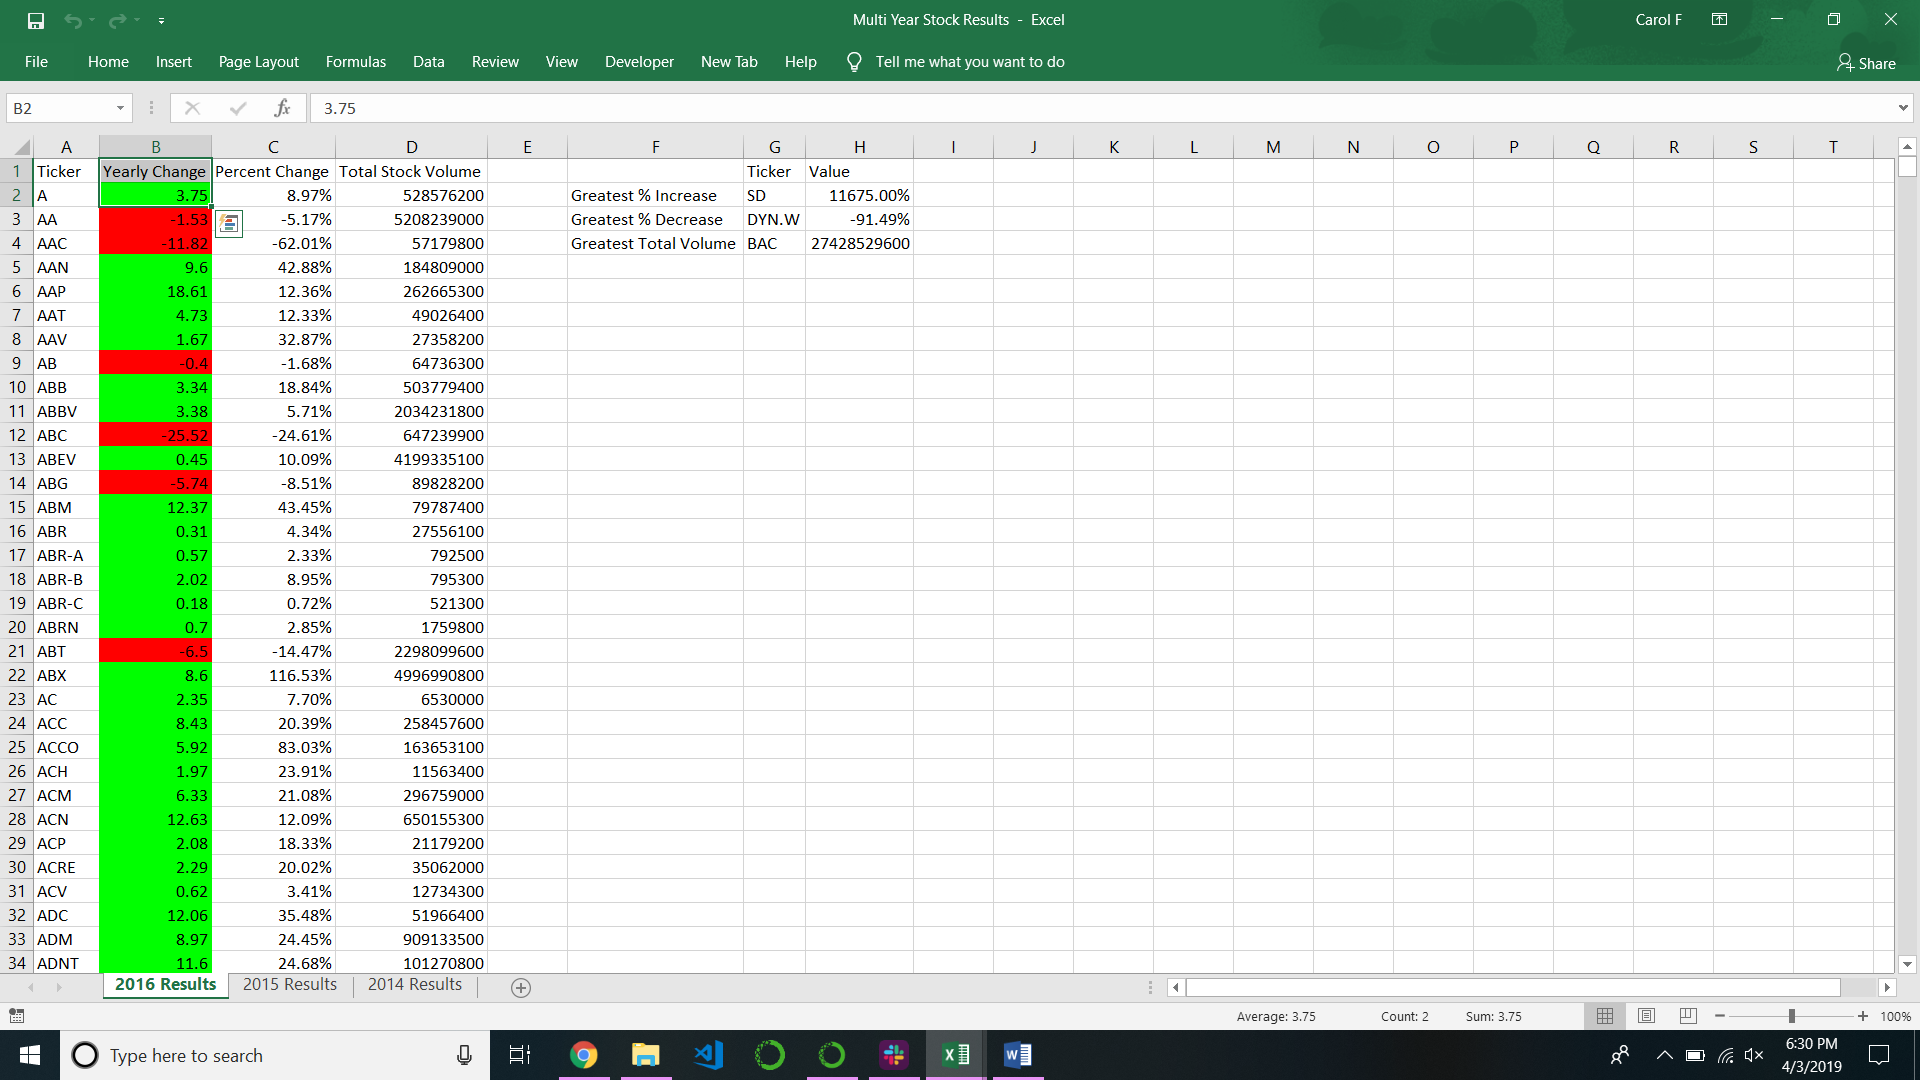 Multi Year Stock Results - Excel
Carol F
File Home Insert Page Layout Formulas Data Review View Developer New Tab Help Tell me what you want to do Share
B2 fx 3.75
A B C D E F G H I J K L M N O P Q R S T
1 Ticker Yearly Change Percent Change Total Stock Volume Ticker Value
2 A 3.75 8.97% 528576200 Greatest % Increase SD 11675.00%
3 AA -1.53 -5.17% 5208239000 Greatest % Decrease DYN.W -91.49%
4 AAC -11.82 -62.01% 57179800 Greatest Total Volume BAC 27428529600
5 AAN 9.6 42.88% 184809000
6 AAP 18.61 12.36% 262665300
7 AAT 4.73 12.33% 49026400
8 AAV 1.67 32.87% 27358200
9 AB -0.4 -1.68% 64736300
10 ABB 3.34 18.84% 503779400
11 ABBV 3.38 5.71% 2034231800
12 ABC -25.52 -24.61% 647239900
13 ABEV 0.45 10.09% 4199335100
14 ABG -5.74 -8.51% 89828200
15 ABM 12.37 43.45% 79787400
16 ABR 0.31 4.34% 27556100
17 ABR-A 0.57 2.33% 792500
18 ABR-B 2.02 8.95% 795300
19 ABR-C 0.18 0.72% 521300
20 ABRN 0.7 2.85% 1759800
21 ABT -6.5 -14.47% 2298099600
22 ABX 8.6 116.53% 4996990800
23 AC 2.35 7.70% 6530000
24 ACC 8.43 20.39% 258457600
25 ACCO 5.92 83.03% 163653100
26 ACH 1.97 23.91% 11563400
27 ACM 6.33 21.08% 296759000
28 ACN 12.63 12.09% 650155300
29 ACP 2.08 18.33% 21179200
30 ACRE 2.29 20.02% 35062000
31 ACV 0.62 3.41% 12734300
32 ADC 12.06 35.48% 51966400
33 ADM 8.97 24.45% 909133500
34 ADNT 11.6 24.68% 101270800
2016 Results 2015 Results 2014 Results
Average: 3.75 Count: 2 Sum: 3.75 100%
Type here to search
6:30 PM
4/3/2019